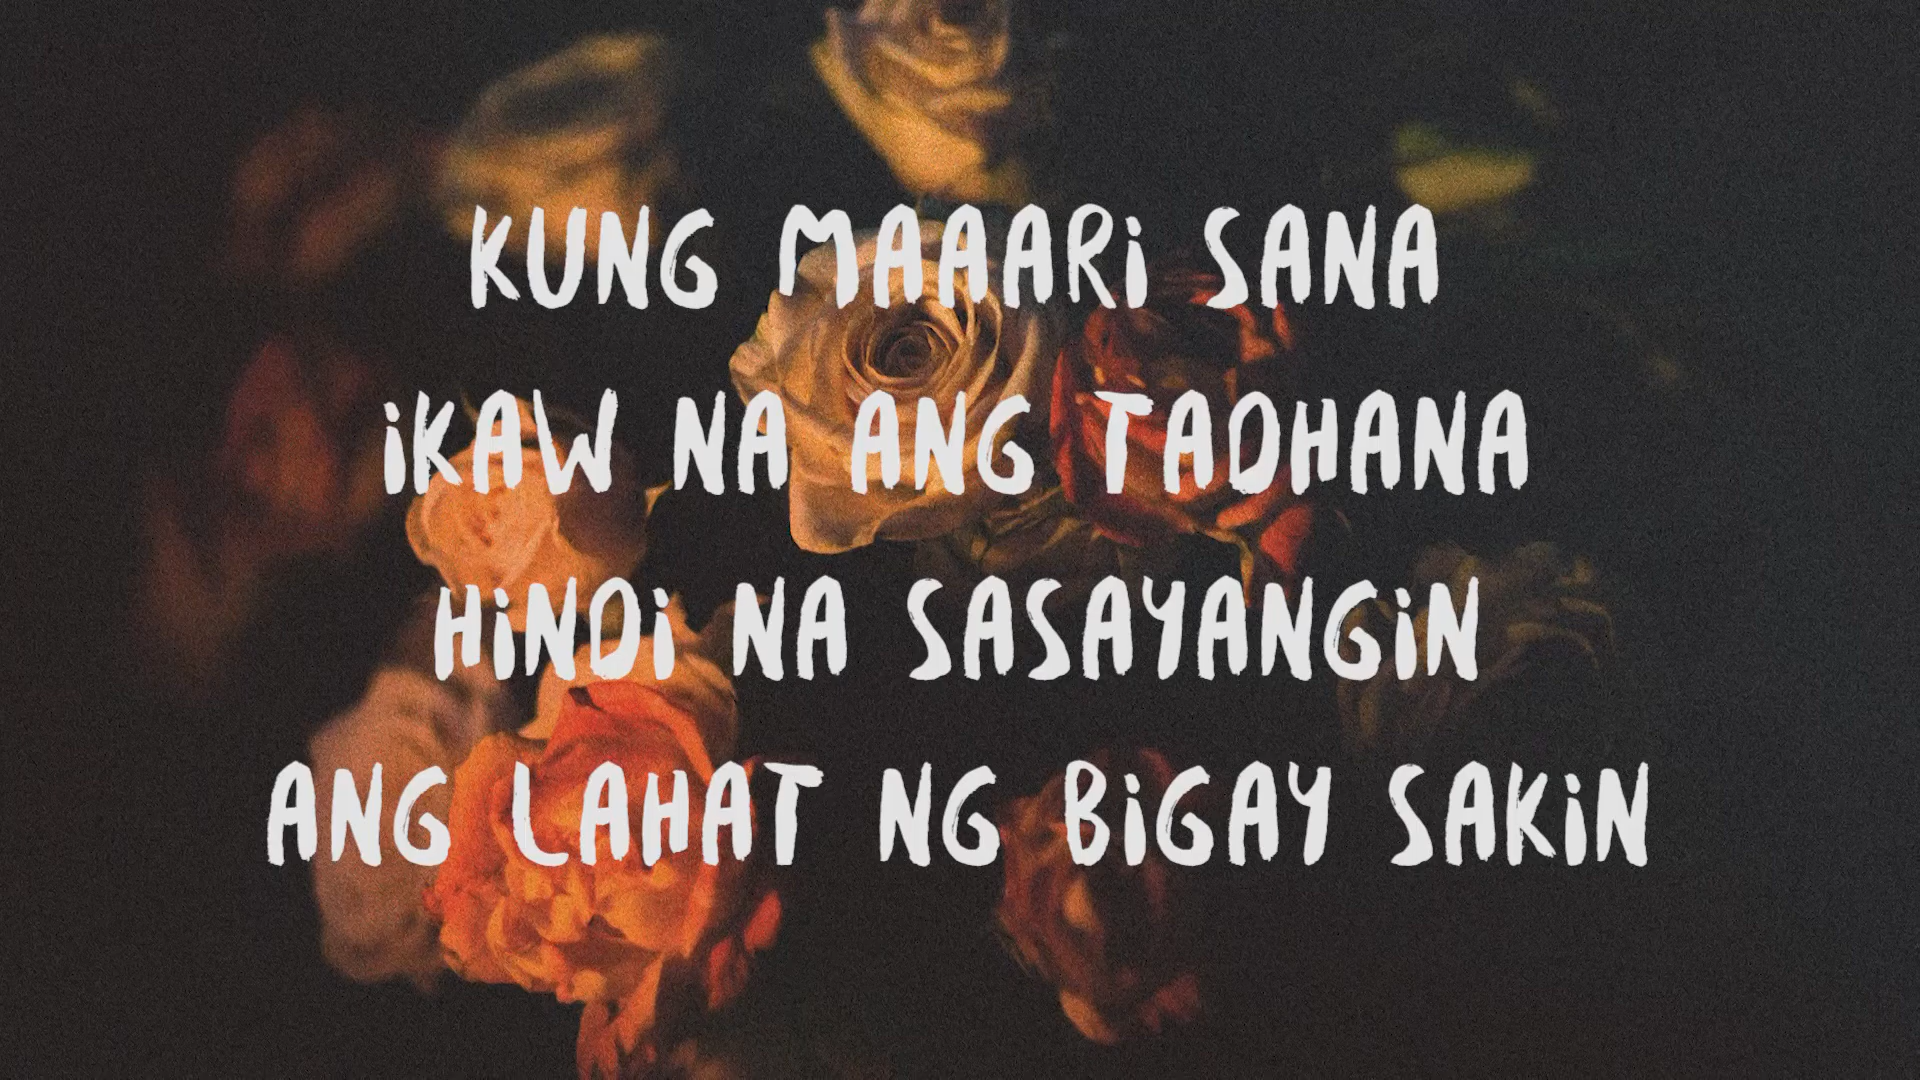 KUNG MAAARI SANA
IKAW NA ANG TADHANA
HINDI NA SASAYANGIN
ANG LAHAT NG BIGAY SAKIN